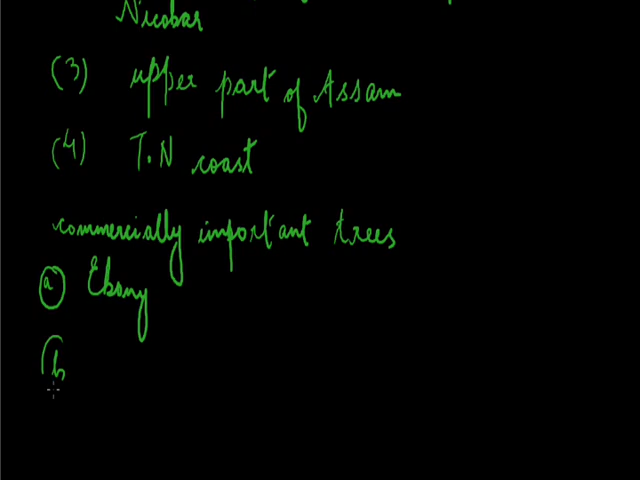 Nicobar
(3) upper part of Assam
(4) T.N coast
commercially important trees
(a) Ebony
(b